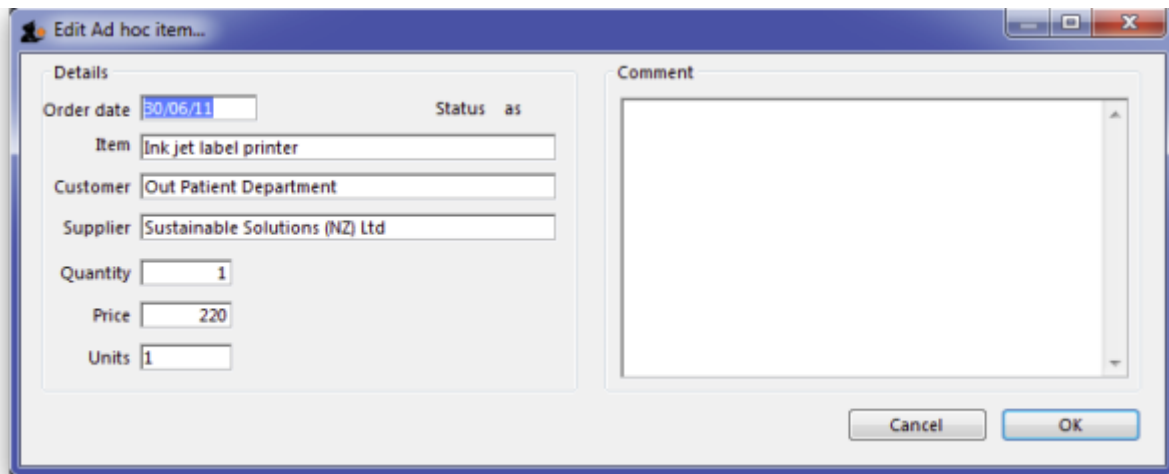 Edit Ad hoc item...
Details
Order date 30/06/11 Status as
Item Ink jet label printer
Customer Out Patient Department
Supplier Sustainable Solutions (NZ) Ltd
Quantity 1
Price 220
Units 1
Comment
Cancel OK